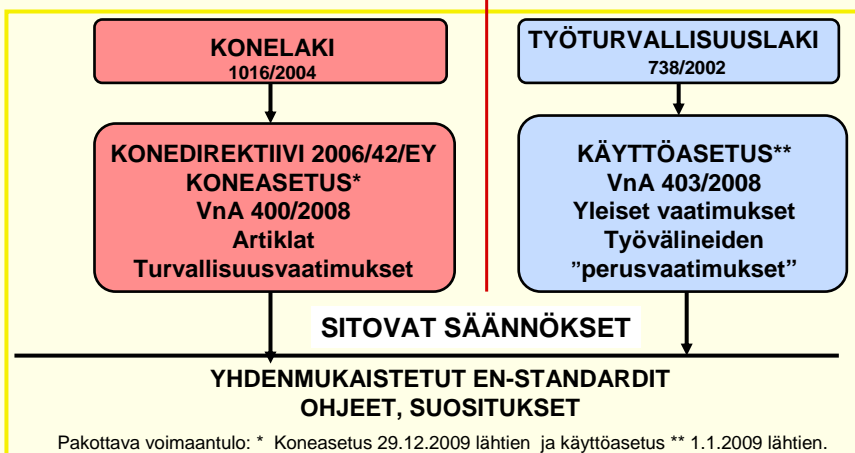 KONELAKI
1016/2004
TYÖTURVALLISUUSLAKI
738/2002
KONEDIREKTIIVI 2006/42/EY
KONEASETUS*
VnA 400/2008
Artiklat
Turvallisuusvaatimukset
KÄYTTÖASETUS**
VnA 403/2008
Yleiset vaatimukset
Työvälineiden
”perusvaatimukset”
SITOVAT SÄÄNNÖKSET
YHDENMUKAISTETUT EN-STANDARDIT
OHJEET, SUOSITUKSET
Pakottava voimaantulo: * Koneasetus 29.12.2009 lähtien ja käyttöasetus ** 1.1.2009 lähtien.